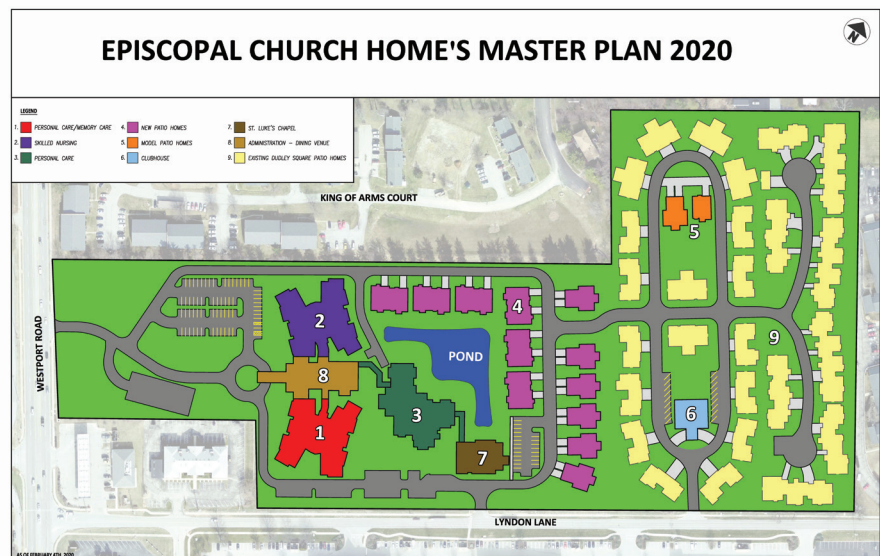 EPISCOPAL CHURCH HOME'S MASTER PLAN 2020
N
LEGEND
1. PERSONAL CARE/MEMORY CARE
2. SKILLED NURSING
3. PERSONAL CARE
4. NEW PATIO HOMES
5. MODEL PATIO HOMES
6. CLUBHOUSE
7. ST. LUKE'S CHAPEL
8. ADMINISTRATION - DINING VENUE
9. EXISTING DUDLEY SQUARE PATIO HOMES
KING OF ARMS COURT
5
4
2
WESTPORT ROAD
POND
9
8
3
6
1
7
LYNDON LANE
AS OF FEBRUARY 4TH, 2020